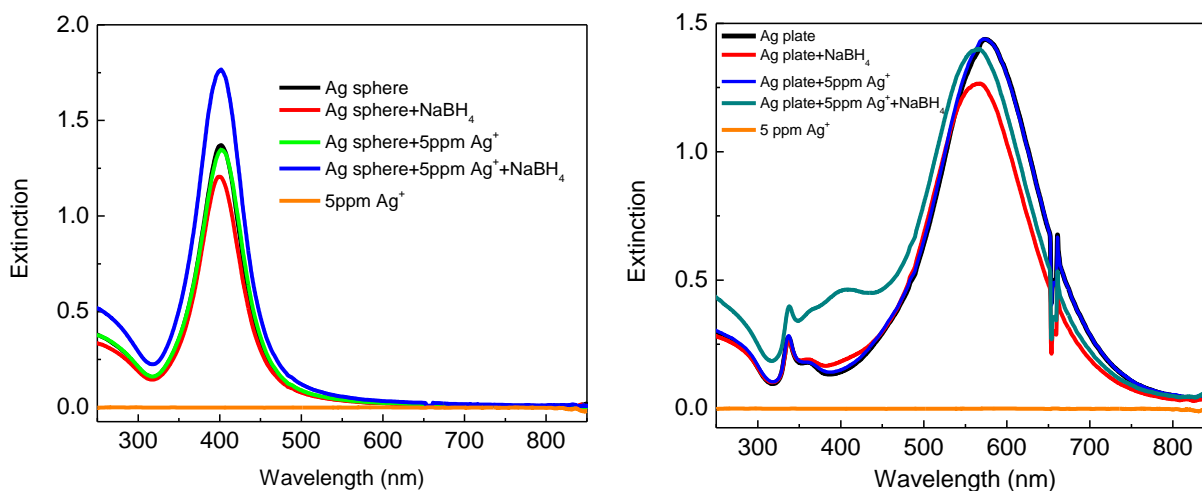 2.0
1.5
1.0
0.5
0.0
Extinction
300 400 500 600 700 800
Wavelength (nm)
Ag sphere
Ag sphere+NaBH₄
Ag sphere+5ppm Ag⁺
Ag sphere+5ppm Ag⁺+NaBH₄
5ppm Ag⁺
1.5
1.0
0.5
0.0
Extinction
300 400 500 600 700 800
Wavelength (nm)
Ag plate
Ag plate+NaBH₄
Ag plate+5ppm Ag⁺
Ag plate+5ppm Ag⁺+NaBH₄
5 ppm Ag⁺